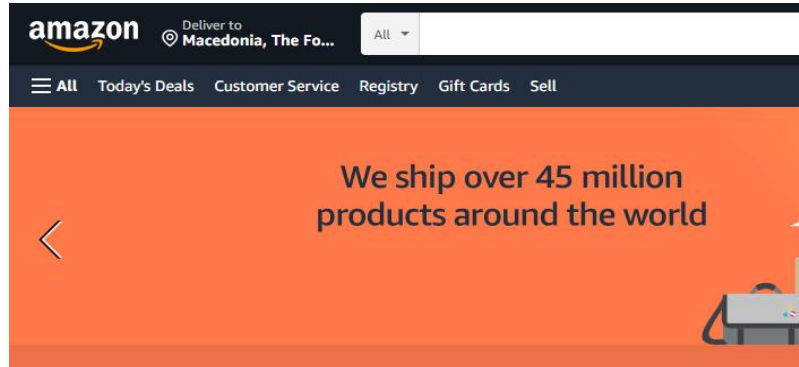 amazon
Deliver to
Macedonia, The Fo...
All
All Today's Deals Customer Service Registry Gift Cards Sell
We ship over 45 million
products around the world